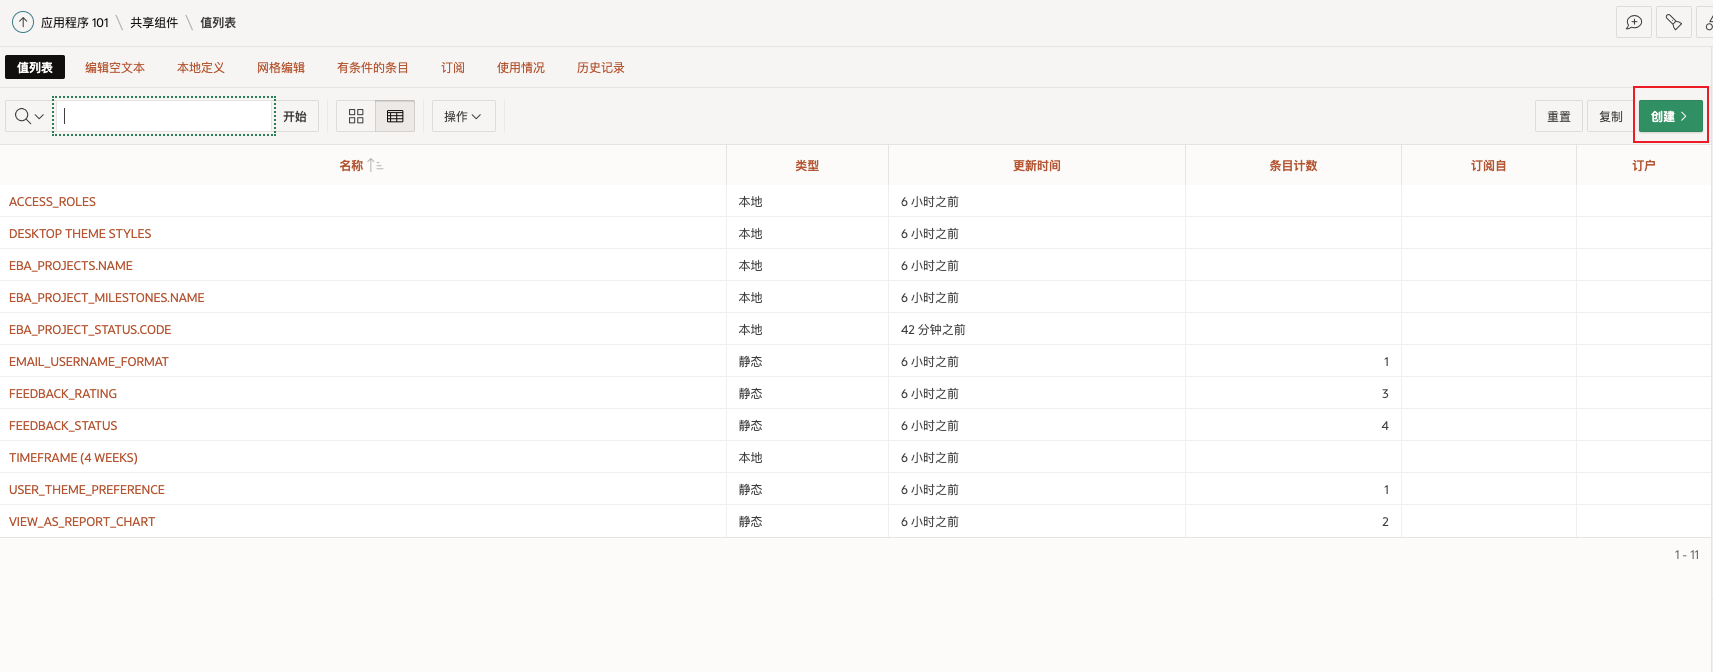 应用程序 101 \ 共享组件 \ 值列表
值列表 编辑空文本 本地定义 网格编辑 有条件的条目 订阅 使用情况 历史记录
开始 操作 重置 复制 创建
名称 类型 更新时间 条目计数 订阅自 订户
ACCESS_ROLES 本地 6 小时之前
DESKTOP THEME STYLES 本地 6 小时之前
EBA_PROJECTS.NAME 本地 6 小时之前
EBA_PROJECT_MILESTONES.NAME 本地 6 小时之前
EBA_PROJECT_STATUS.CODE 本地 42 分钟之前
EMAIL_USERNAME_FORMAT 静态 6 小时之前 1
FEEDBACK_RATING 静态 6 小时之前 3
FEEDBACK_STATUS 静态 6 小时之前 4
TIMEFRAME (4 WEEKS) 本地 6 小时之前
USER_THEME_PREFERENCE 静态 6 小时之前 1
VIEW_AS_REPORT_CHART 静态 6 小时之前 2
1 - 11